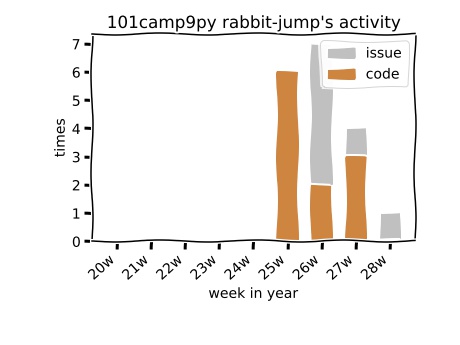 101camp9py rabbit-jump's activity
7
6
5
4
3
2
1
0
times
issue
code
20w
21w
22w
23w
24w
25w
26w
27w
28w
week in year